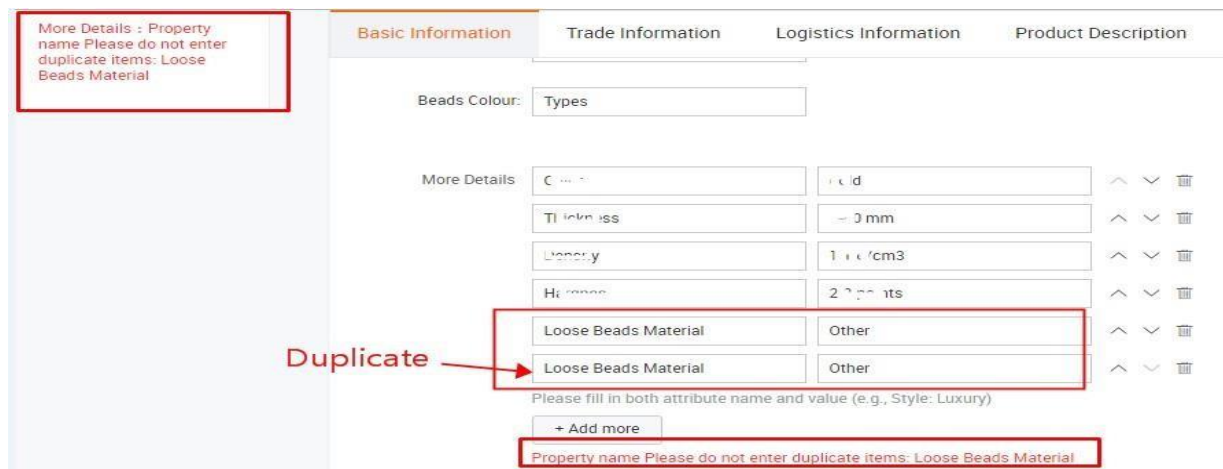 More Details : Property
name Please do not enter
duplicate items: Loose
Beads Material
Basic Information Trade Information Logistics Information Product Description
Beads Colour: Types
More Details
mm
/cm3
Loose Beads Material Other
Duplicate
Loose Beads Material Other
Please fill in both attribute name and value (e.g., Style: Luxury)
+ Add more
Property name Please do not enter duplicate items: Loose Beads Material